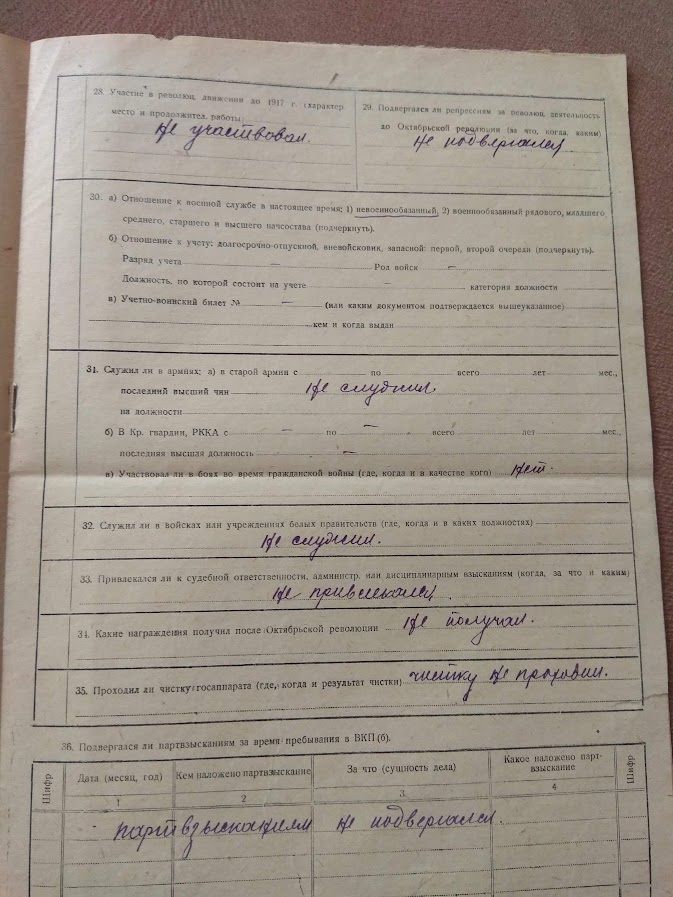 28. Участие в революц. движении до 1917 г. (характер
место и продолжител. работы)
Не участвовал.
29. Подвергался ли репрессиям за революц. деятельность
до Октябрьской революции (за что, когда, каким)
Не подвергался
30. а) Отношение к военной службе в настоящее время: 1) невоеннообязанный, 2) военнообязанный рядового, младшего,
среднего, старшего и высшего начсостава (подчеркнуть).
б) Отношение к учету: долгосрочно-отпускной, вневойсковик, запасной: первой, второй очереди (подчеркнуть).
Разряд учета — Род войск —
Должность, по которой состоит на учете - категория должности
в) Учетно-воинский билет № — (или каким документом подтверждается вышеуказанное)
кем и когда выдан
31. Служил ли в армиях: а) в старой армии с — по — всего лет мес.,
последний высший чин Не служил
на должности
б) В Кр. гвардии, РККА с — по — всего лет мес.,
последняя высшая должность —
в) Участвовал ли в боях во время гражданской войны (где, когда и в качестве кого) Нет.
32. Служил ли в войсках или учреждениях белых правительств (где, когда и в каких должностях)
Не служил.
33. Привлекался ли к судебной ответственности, администр. или дисциплинарным взысканиям (когда, за что и каким)
Не привлекался.
34. Какие награждения получил после Октябрьской революции Не получал.
35. Проходил ли чистку госаппарата (где, когда и результат чистки) чистку не проходил.
36. Подвергался ли партвзысканиям за время пребывания в ВКП(б).
Шифр
Дата (месяц, год)
Кем наложено партвзыскание
За что (сущность дела)
Какое наложено парт-
взыскание
Шифр
1 2 3 4
партвзысканиям не подвергался.